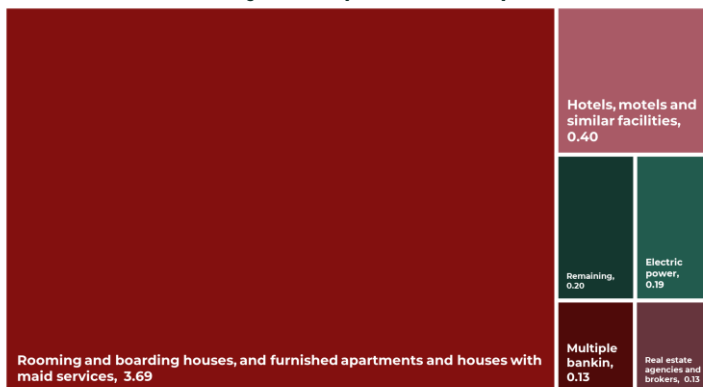 Rooming and boarding houses, and furnished apartments and houses with
maid services, 3.69
Hotels, motels and
similar facilities,
0.40
Remaining,
0.20
Electric
power,
0.19
Multiple
bankin,
0.13
Real estate
agencies and
brokers, 0.13